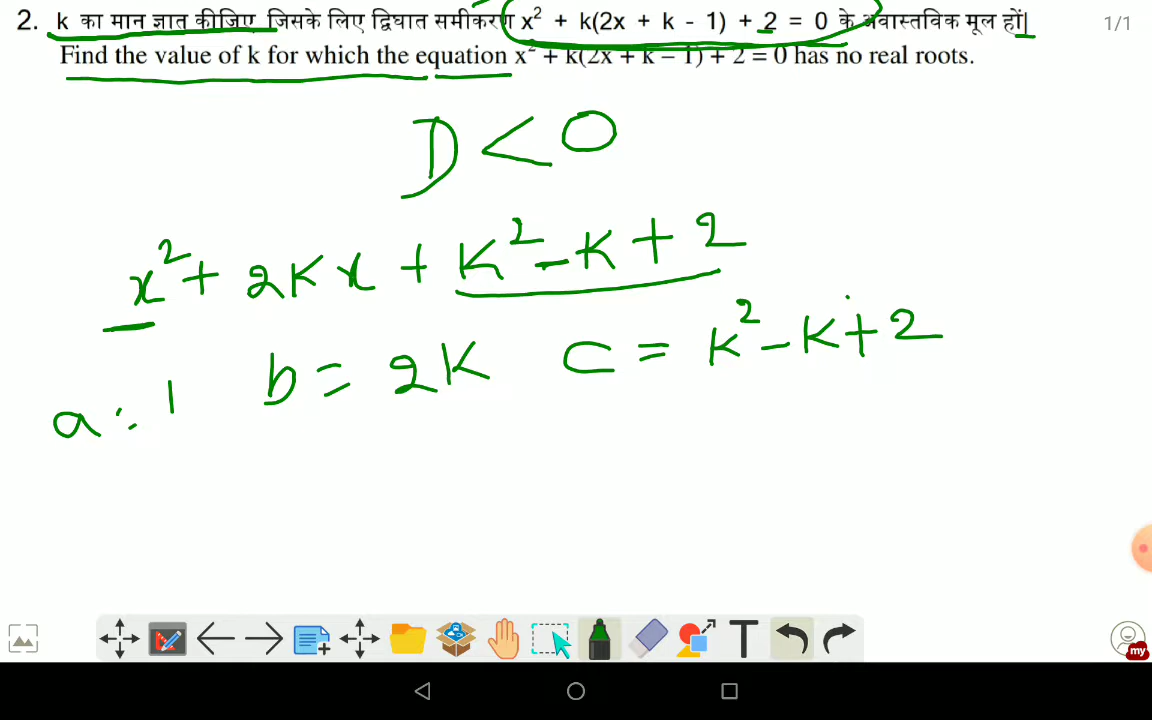 2. k का मान ज्ञात कीजिए जिसके लिए द्विघात समीकरण x² + k(2x + k - 1) + 2 = 0 के अवास्तविक मूल हों|
1/1
Find the value of k for which the equation x² + k(2x + k – 1) + 2 = 0 has no real roots.
D < 0
x² + 2Kx + K² - K + 2
a = 1 b = 2K c = K² - K + 2
T
my